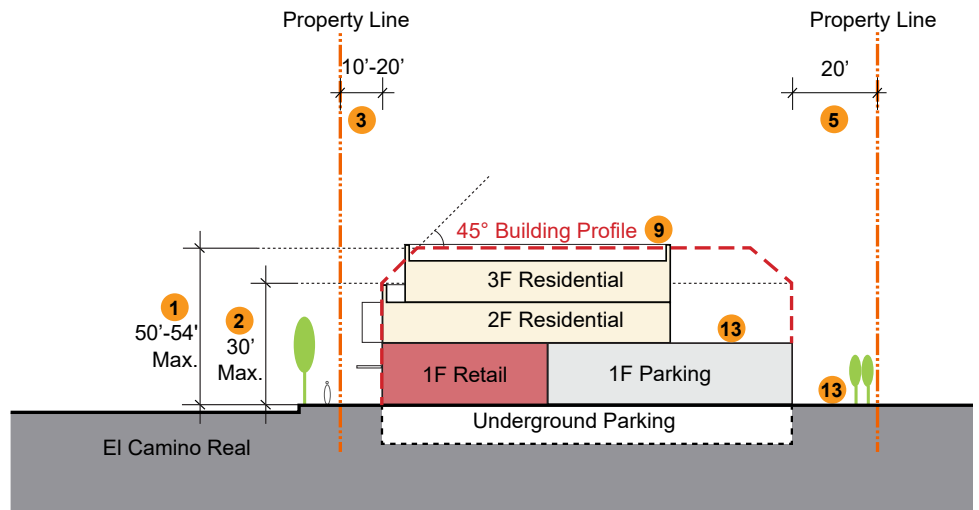 Property Line
Property Line
10’-20’
20’
3
5
45° Building Profile
9
3F Residential
1
50’-54'
Max.
2
30’
Max.
2F Residential
13
1F Retail
1F Parking
13
Underground Parking
El Camino Real